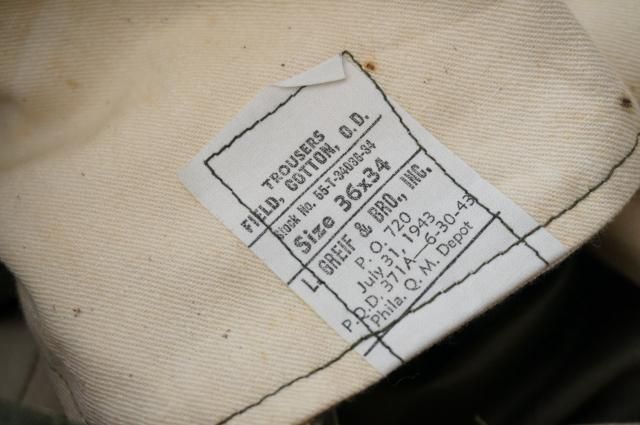 TROUSERS
FIELD, COTTON, O.D.
Stock No. 55-T-34036-34
Size 36x34
L. GREIF & BRO., INC.
P. O. 720
July 31, 1943
P.Q.D. 371A—6-30-43
Phila. Q. M. Depot